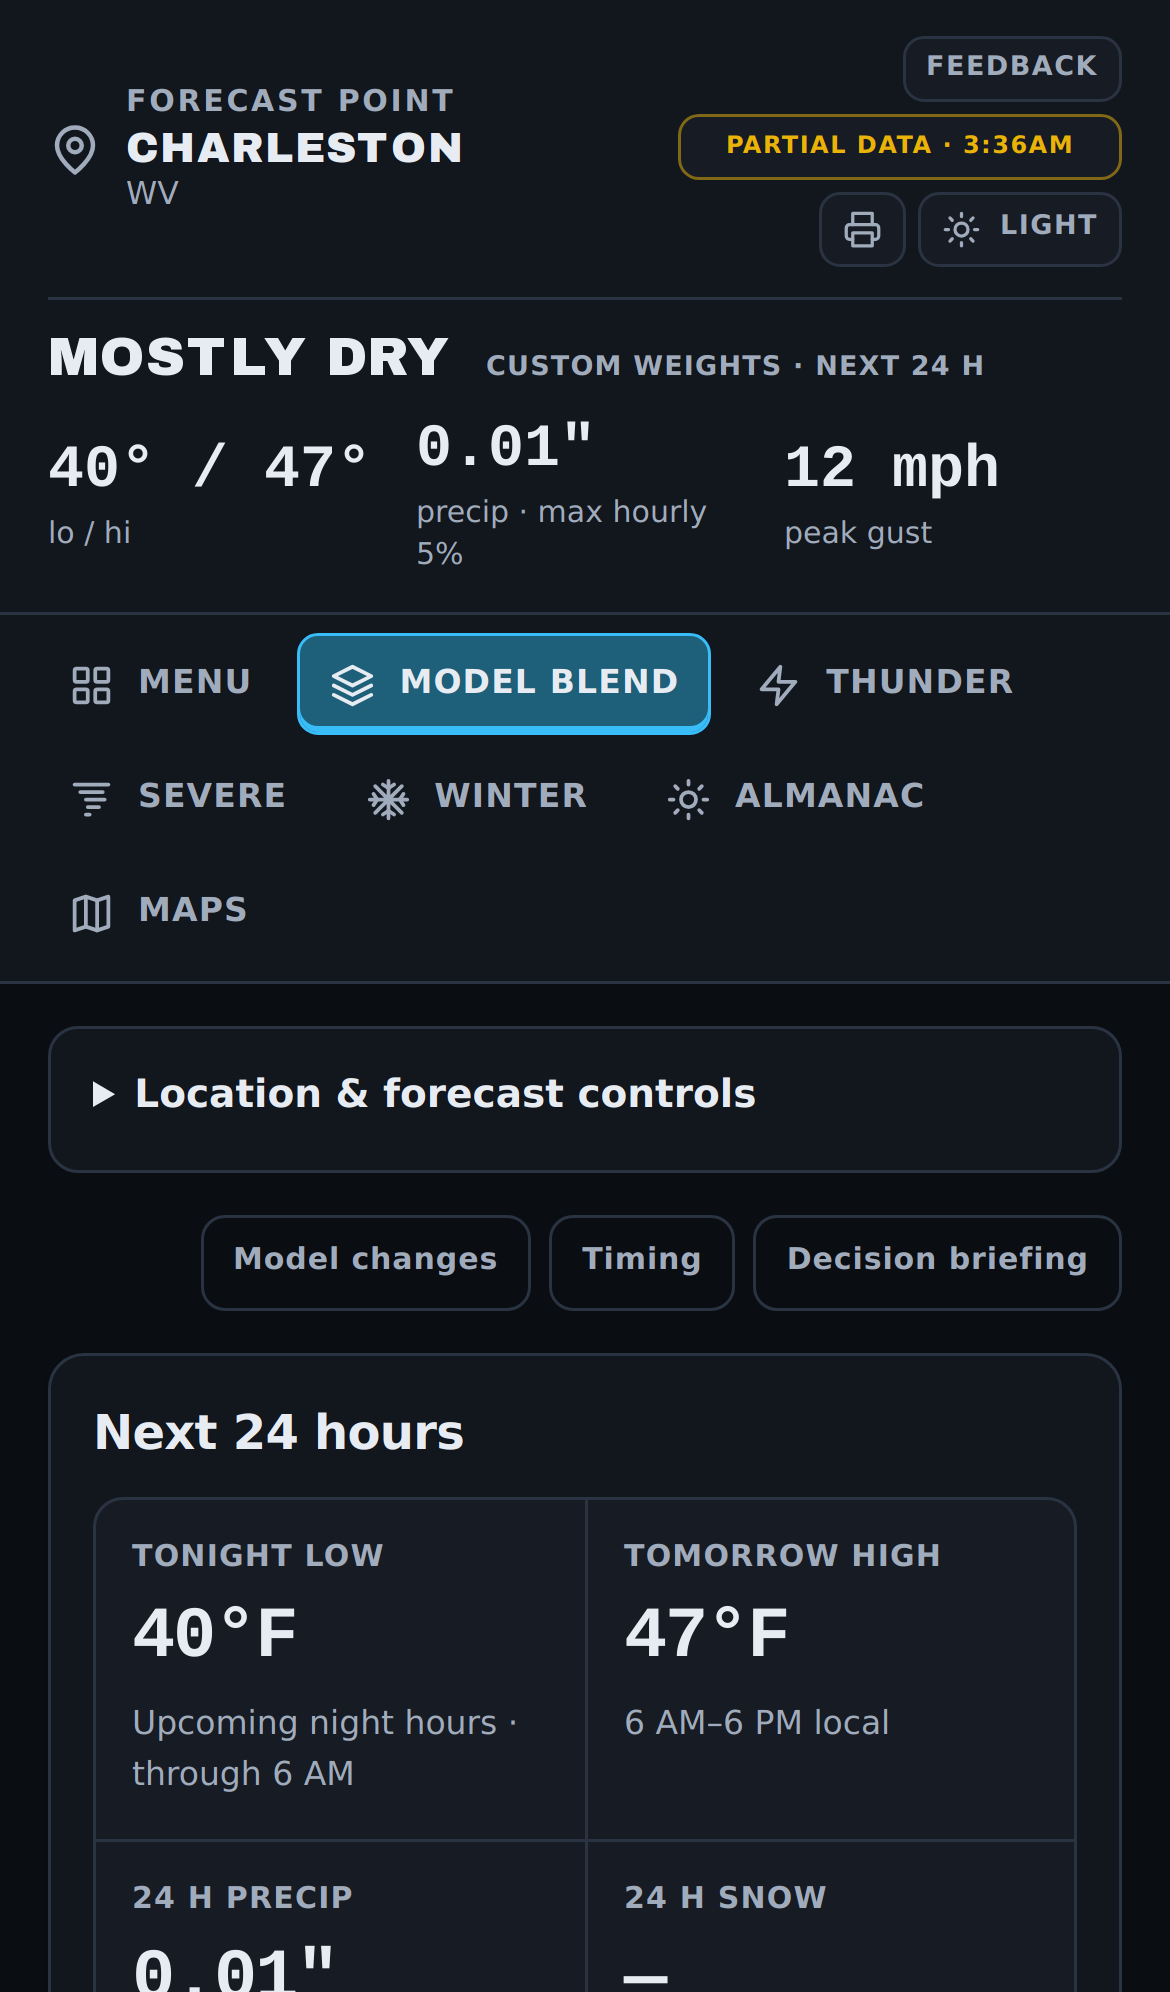 FORECAST POINT
CHARLESTON
WV
FEEDBACK
PARTIAL DATA · 3:36AM
LIGHT
MOSTLY DRY CUSTOM WEIGHTS · NEXT 24 H
40° / 47°
lo / hi
0.01"
precip · max hourly
5%
12 mph
peak gust
MENU
MODEL BLEND
THUNDER
SEVERE
WINTER
ALMANAC
MAPS
Location & forecast controls
Model changes
Timing
Decision briefing
Next 24 hours
TONIGHT LOW
40°F
Upcoming night hours ·
through 6 AM
TOMORROW HIGH
47°F
6 AM–6 PM local
24 H PRECIP
0.01"
24 H SNOW
—